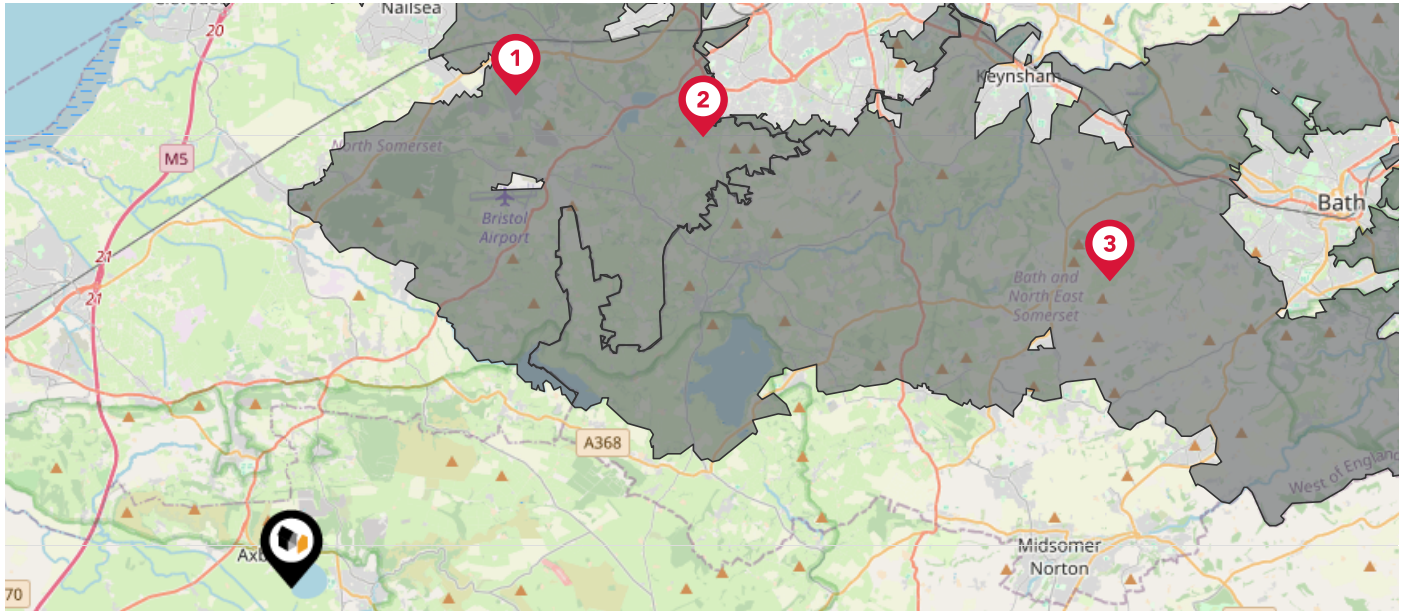 Nailsea
20
1
Keynsham
2
M5
North Somerset
Bath
Bristol
Airport
3
21
21
Bath and
North East
Somerset
A368
West of England
Axb
Midsomer
Norton
70